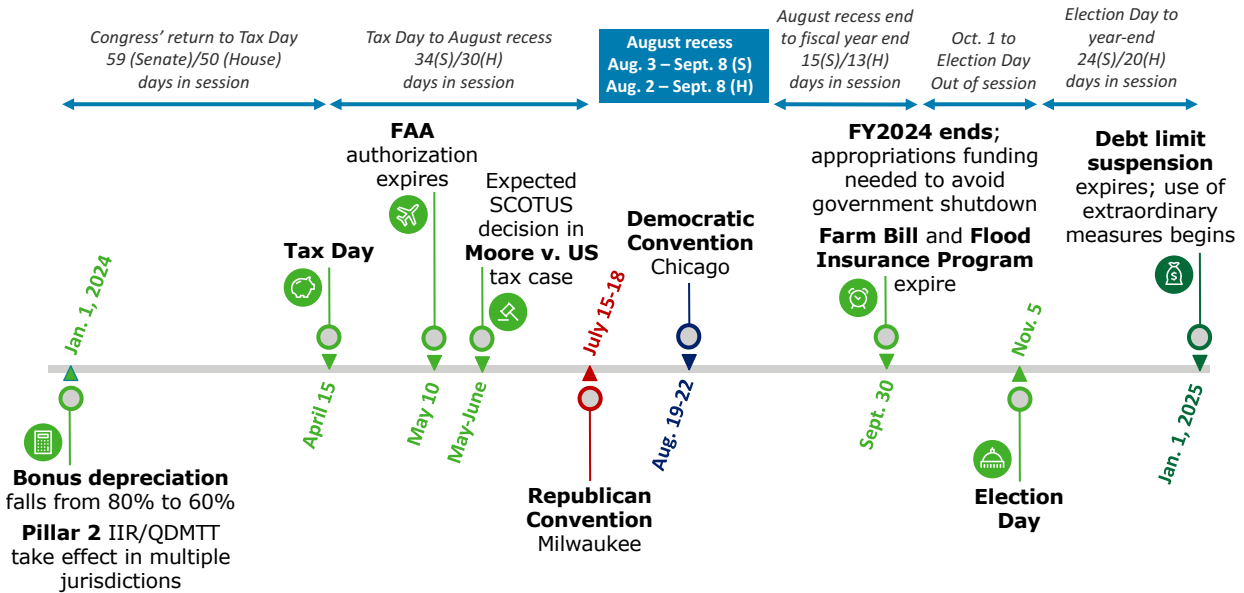 Congress' return to Tax Day
59 (Senate)/50 (House)
days in session
Tax Day to August recess
34(S)/30(H)
days in session
August recess
Aug. 3 – Sept. 8 (S)
Aug. 2 – Sept. 8 (H)
August recess end
to fiscal year end
15(S)/13(H)
days in session
Oct. 1 to
Election Day
Out of session
Election Day to
year-end
24(S)/20(H)
days in session
Jan. 1, 2024
Bonus depreciation
falls from 80% to 60%
Pillar 2 IIR/QDMTT
take effect in multiple
jurisdictions
Tax Day
April 15
FAA
authorization
expires
May 10
Expected
SCOTUS
decision in
Moore v. US
tax case
May-June
July 15-18
Republican
Convention
Milwaukee
Democratic
Convention
Chicago
Aug. 19-22
FY2024 ends;
appropriations funding
needed to avoid
government shutdown
Farm Bill and Flood
Insurance Program
expire
Sept. 30
Nov. 5
Election
Day
Debt limit
suspension
expires; use of
extraordinary
measures begins
$
Jan. 1, 2025